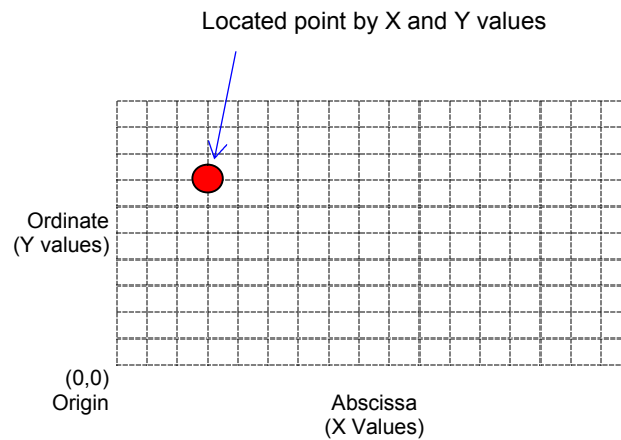 Located point by X and Y values
Ordinate
(Y values)
(0,0)
Origin
Abscissa
(X Values)